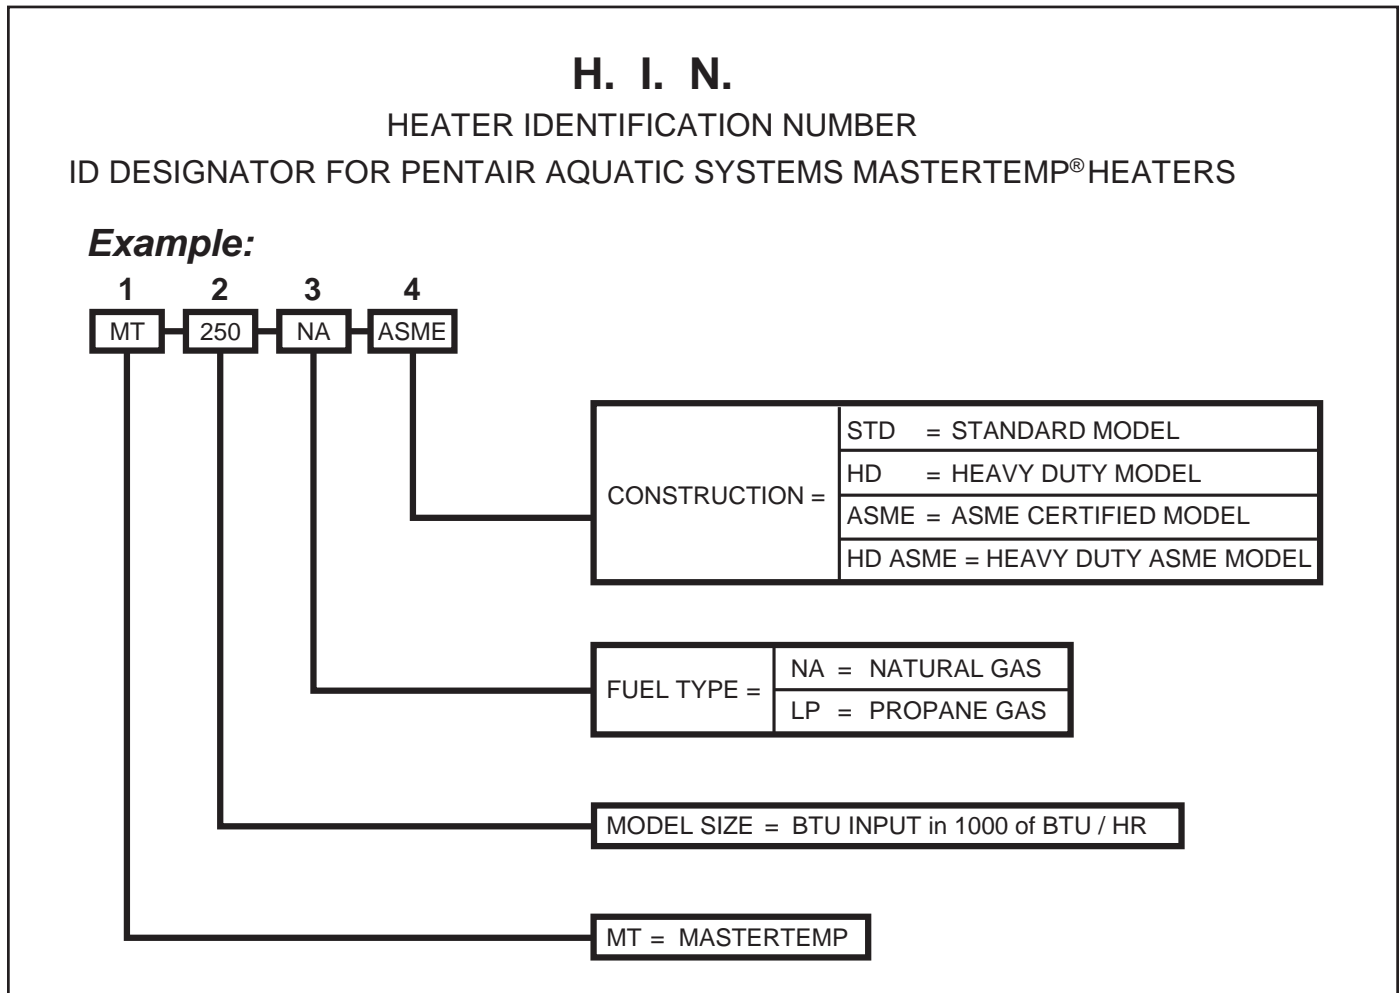 H. I. N.
HEATER IDENTIFICATION NUMBER
ID DESIGNATOR FOR PENTAIR AQUATIC SYSTEMS MASTERTEMP® HEATERS
Example:
1 2 3 4
MT 250 NA ASME
CONSTRUCTION =
STD = STANDARD MODEL
HD = HEAVY DUTY MODEL
ASME = ASME CERTIFIED MODEL
HD ASME = HEAVY DUTY ASME MODEL
FUEL TYPE =
NA = NATURAL GAS
LP = PROPANE GAS
MODEL SIZE = BTU INPUT in 1000 of BTU / HR
MT = MASTERTEMP